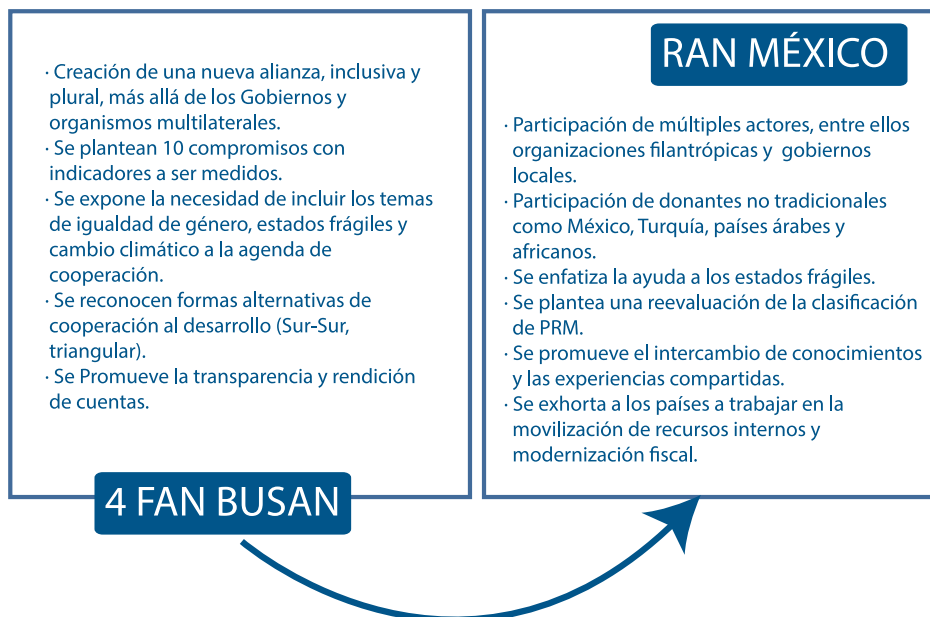 · Creación de una nueva alianza, inclusiva y
plural, más allá de los Gobiernos y
organismos multilaterales.
· Se plantean 10 compromisos con
indicadores a ser medidos.
· Se expone la necesidad de incluir los temas
de igualdad de género, estados frágiles y
cambio climático a la agenda de
cooperación.
· Se reconocen formas alternativas de
cooperación al desarrollo (Sur-Sur,
triangular).
· Se Promueve la transparencia y rendición
de cuentas.
4 FAN BUSAN
RAN MÉXICO
· Participación de múltiples actores, entre ellos
organizaciones filantrópicas y gobiernos
locales.
· Participación de donantes no tradicionales
como México, Turquía, países árabes y
africanos.
· Se enfatiza la ayuda a los estados frágiles.
· Se plantea una reevaluación de la clasificación
de PRM.
· Se promueve el intercambio de conocimientos
y las experiencias compartidas.
· Se exhorta a los países a trabajar en la
movilización de recursos internos y
modernización fiscal.